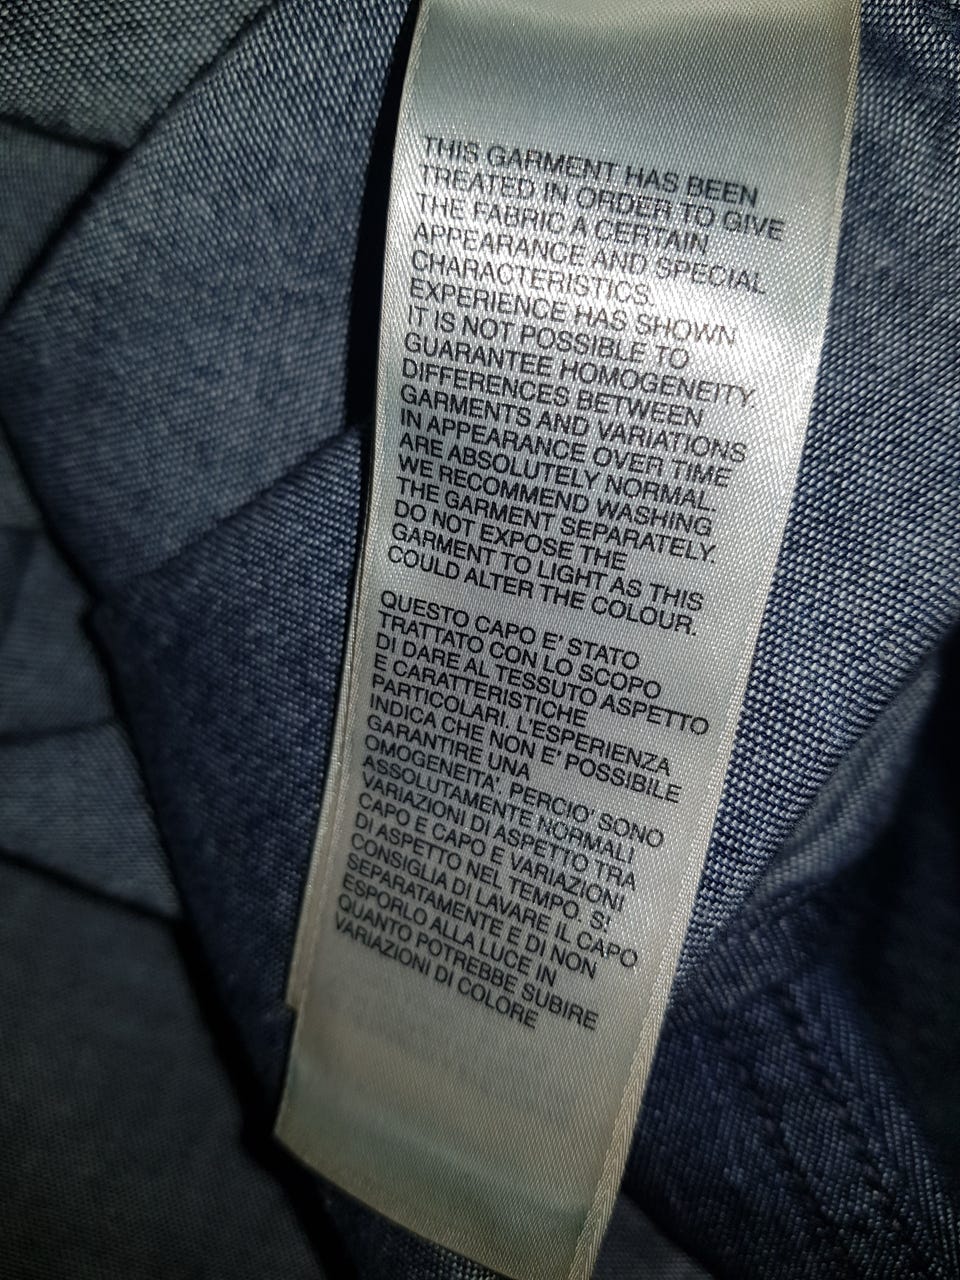 THIS GARMENT HAS BEEN
TREATED IN ORDER TO GIVE
THE FABRIC A CERTAIN
APPEARANCE AND SPECIAL
CHARACTERISTICS.
EXPERIENCE HAS SHOWN
IT IS NOT POSSIBLE TO
GUARANTEE HOMOGENEITY.
DIFFERENCES BETWEEN
GARMENTS AND VARIATIONS
IN APPEARANCE OVER TIME
ARE ABSOLUTELY NORMAL
WE RECOMMEND WASHING
THE GARMENT SEPARATELY.
DO NOT EXPOSE THE
GARMENT TO LIGHT AS THIS
COULD ALTER THE COLOUR.
QUESTO CAPO E' STATO
TRATTATO CON LO SCOPO
DI DARE AL TESSUTO ASPETTO
E CARATTERISTICHE
PARTICOLARI. L'ESPERIENZA
INDICA CHE NON E' POSSIBILE
GARANTIRE UNA
OMOGENEITA'. PERCIO' SONO
ASSOLUTAMENTE NORMALI
VARIAZIONI DI ASPETTO TRA
CAPO E CAPO E VARIAZIONI
DI ASPETTO NEL TEMPO. SI
CONSIGLIA DI LAVARE IL CAPO
SEPARATAMENTE E DI NON
ESPORLO ALLA LUCE IN
QUANTO POTREBBE SUBIRE
VARIAZIONI DI COLORE